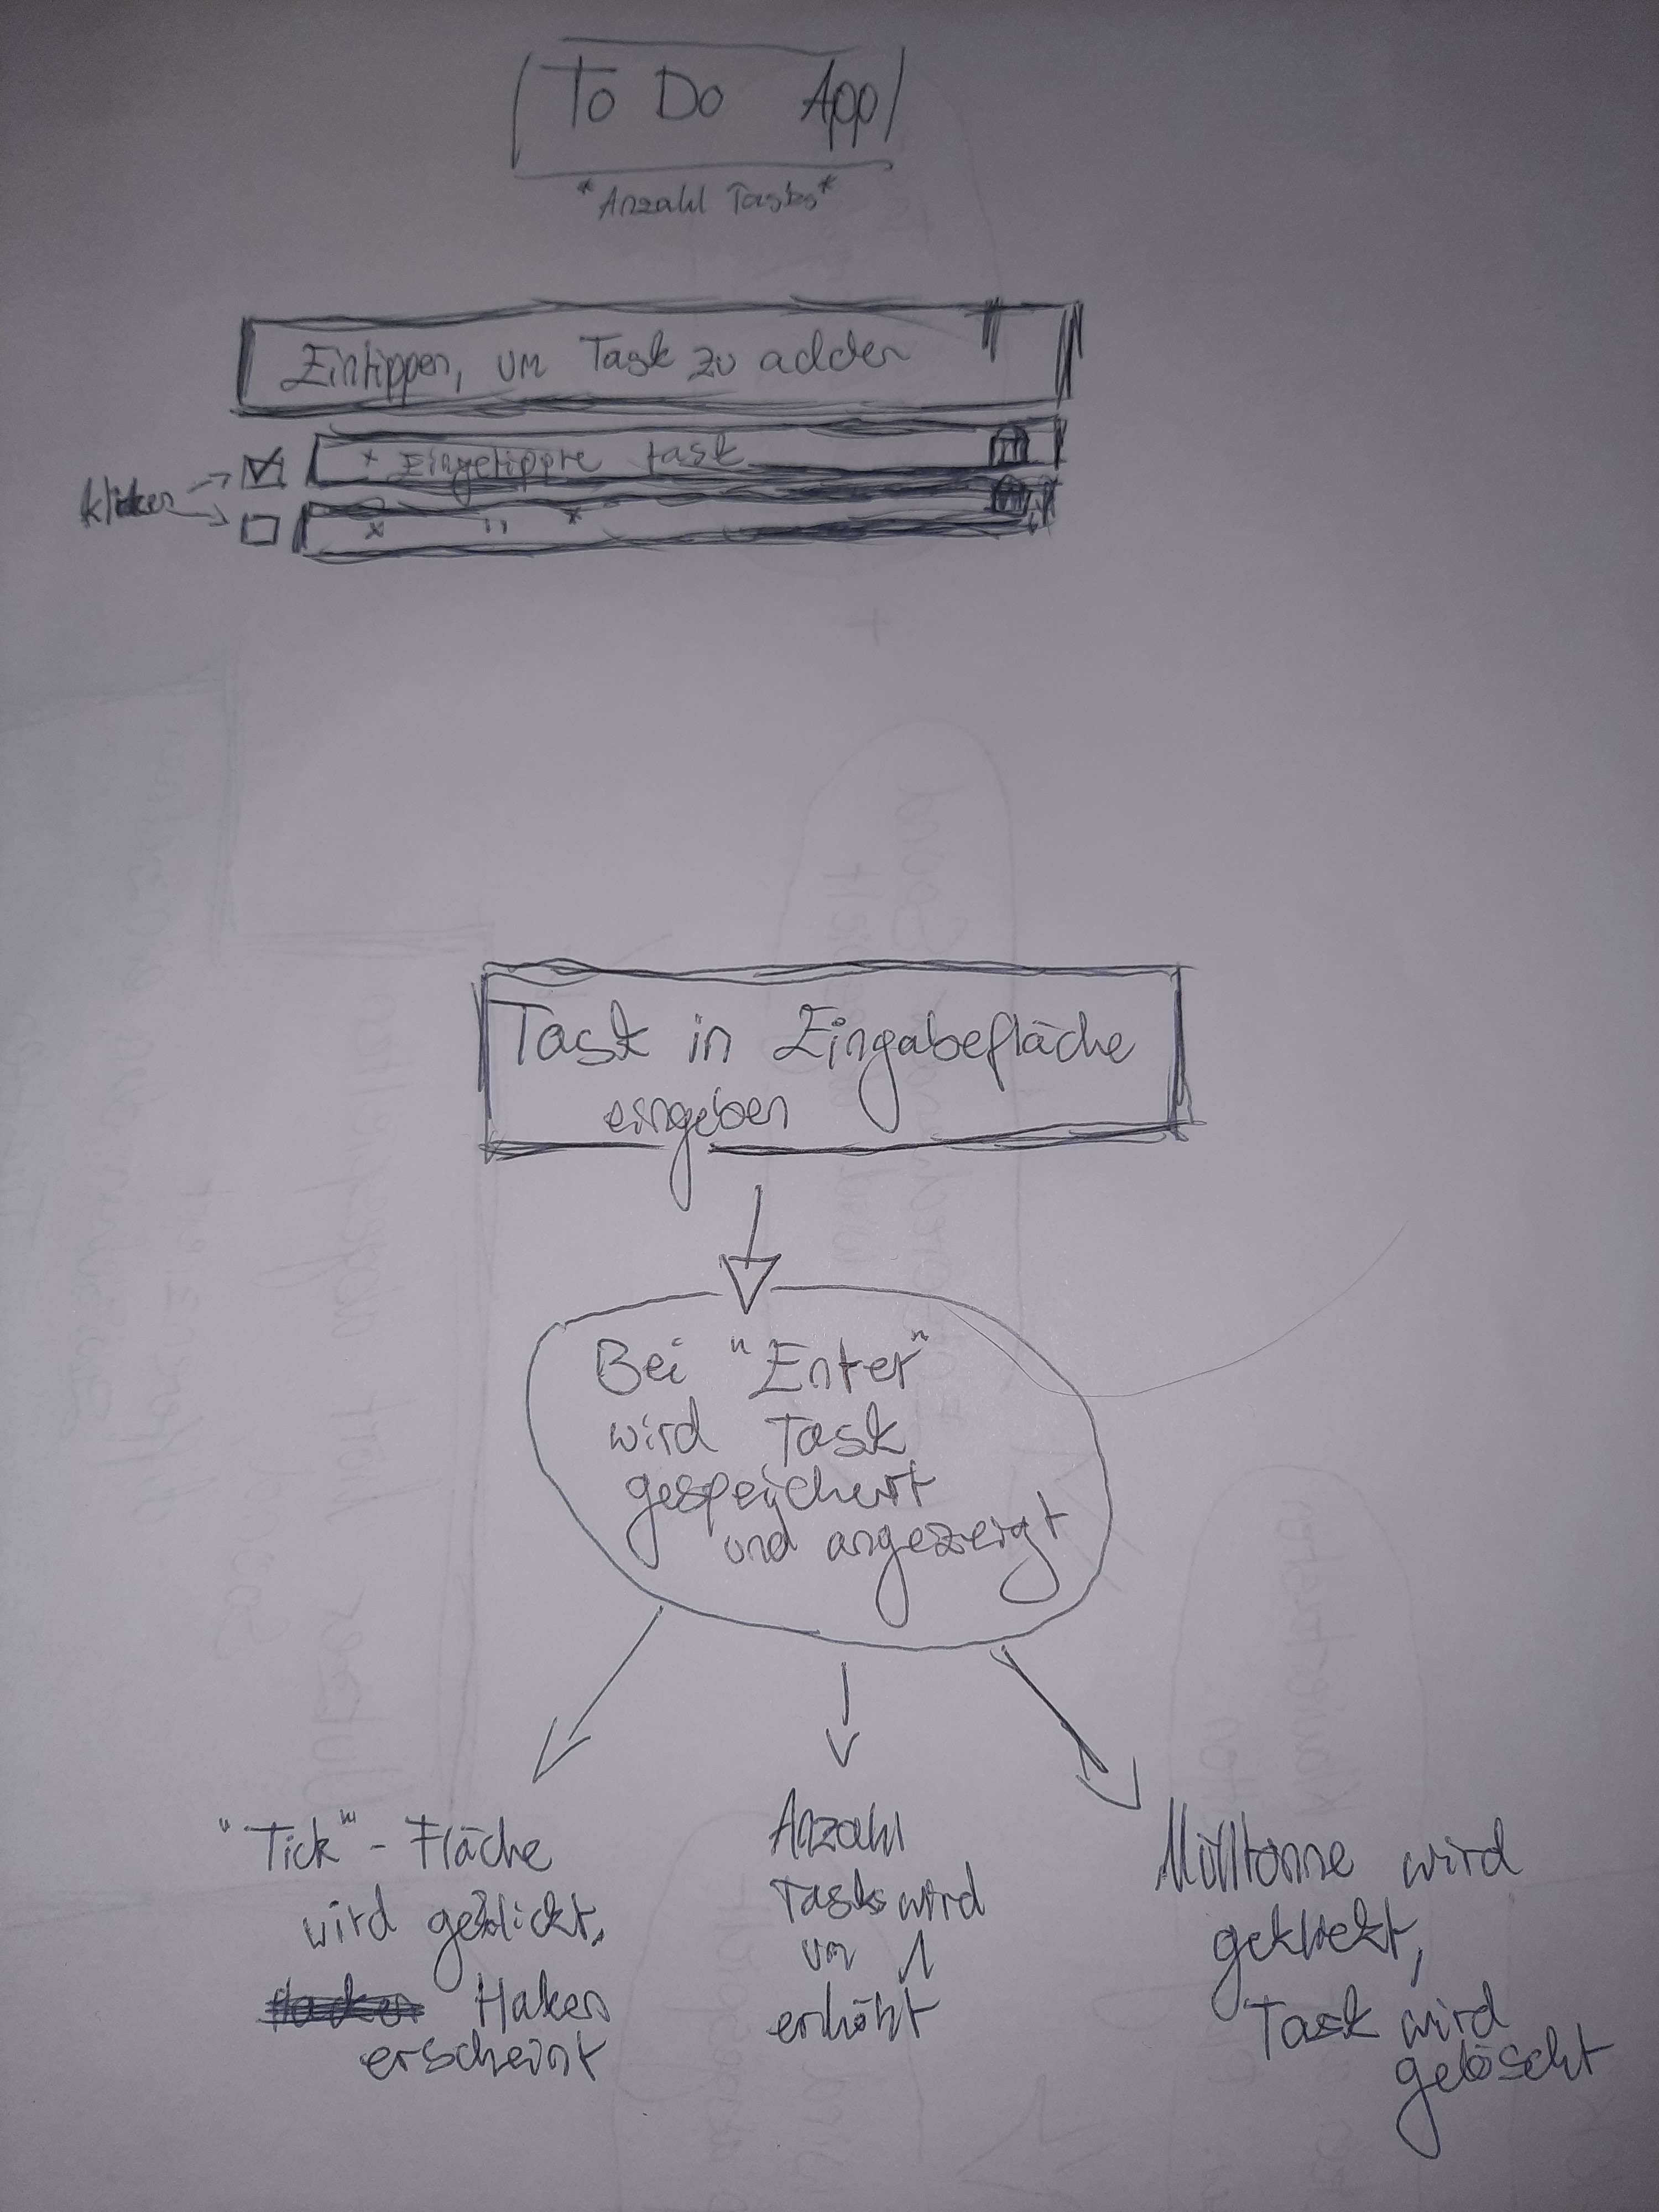 To Do App
*Anzahl Tasks*
Eintippen, um Task zu adden
* Eingetippte task
klicken
* " *
Task in Eingabefläche
eingeben
Bei "Enter"
wird Task
gespeichert
und angezeigt
"Tick" - Fläche
wird geklickt,
Haken
erscheint
Anzahl
Tasks wird
um 1
erhöht
Mülltonne wird
geklickt,
Task wird
gelöscht